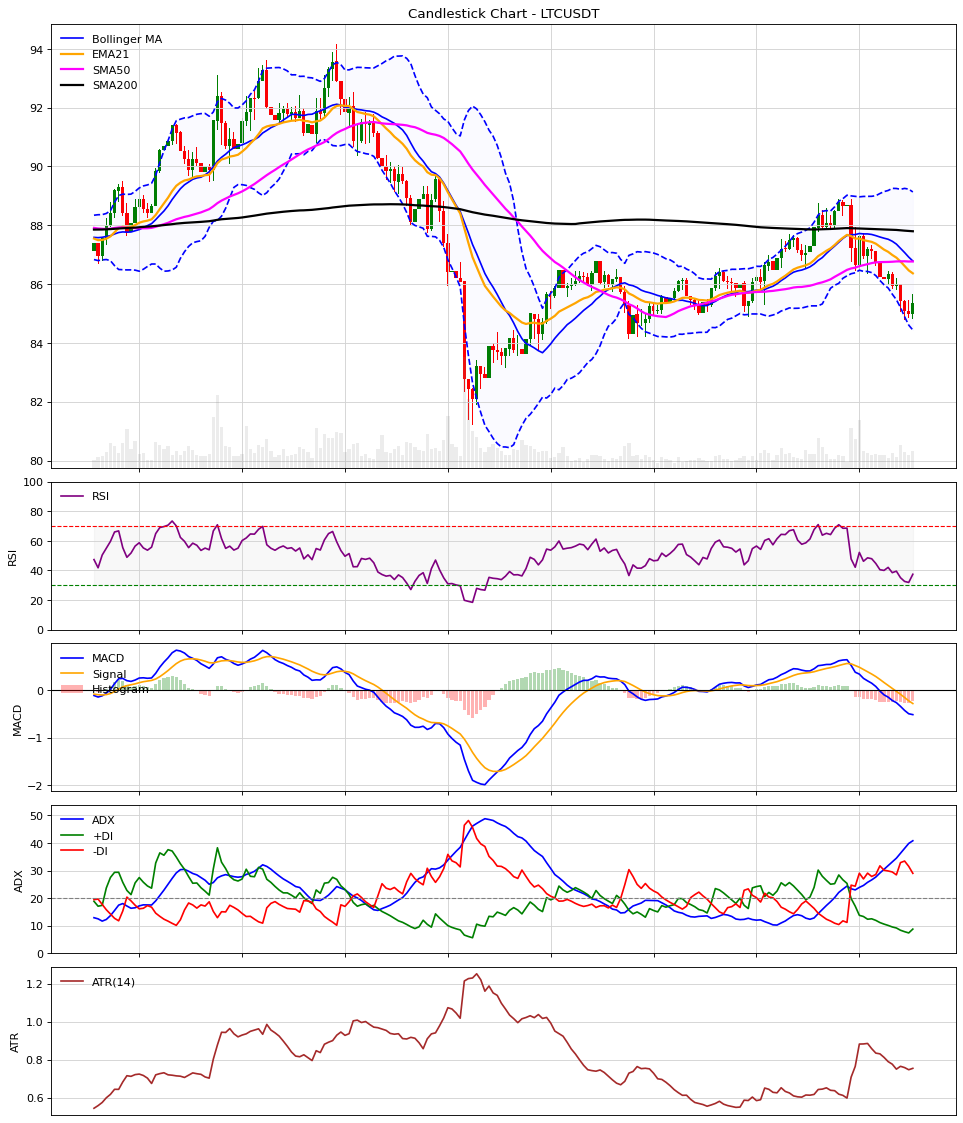 Candlestick Chart - LTCUSDT
Bollinger MA
EMA21
SMA50
SMA200
94
92
90
88
86
84
82
80
RSI
RSI
100
80
60
40
20
0
MACD
Signal
Histogram
MACD
0
−1
−2
ADX
+DI
-DI
ADX
50
40
30
20
10
0
ATR(14)
ATR
1.2
1.0
0.8
0.6